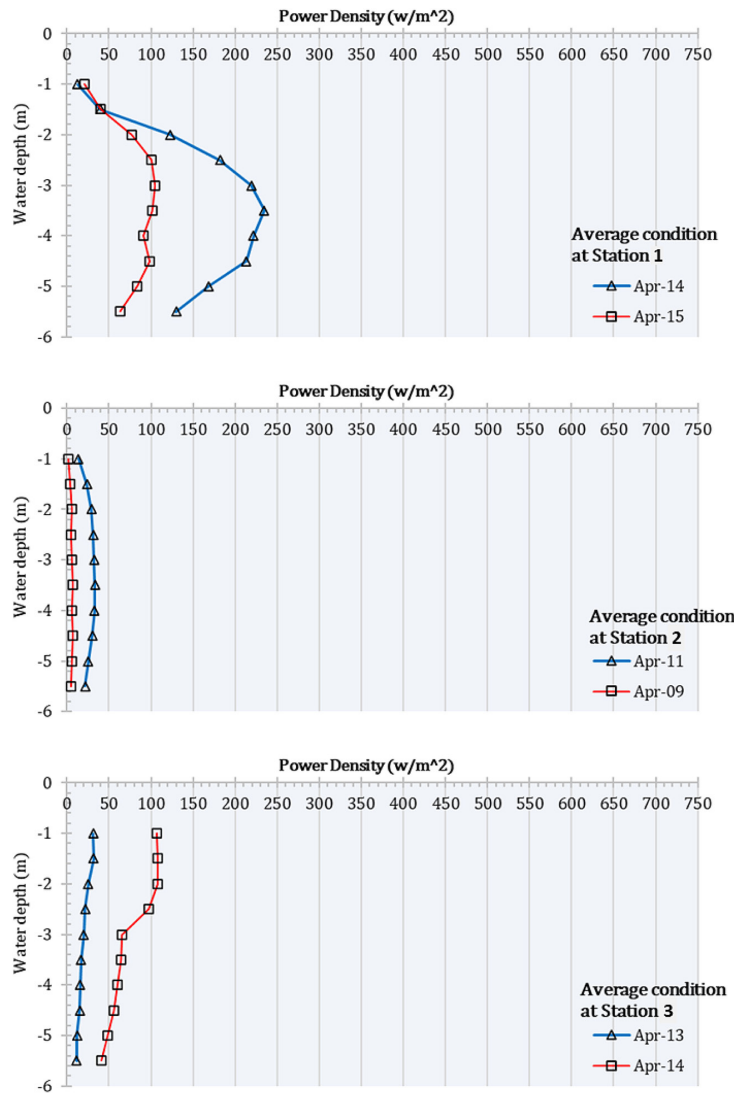 Power Density (w/m^2)
0 50 100 150 200 250 300 350 400 450 500 550 600 650 700 750
0
-1
-2
-3
-4
-5
-6
Water depth (m)
Average condition
at Station 1
Apr-14
Apr-15
Power Density (w/m^2)
0 50 100 150 200 250 300 350 400 450 500 550 600 650 700 750
0
-1
-2
-3
-4
-5
-6
Water depth (m)
Average condition
at Station 2
Apr-11
Apr-09
Power Density (w/m^2)
0 50 100 150 200 250 300 350 400 450 500 550 600 650 700 750
0
-1
-2
-3
-4
-5
-6
Water depth (m)
Average condition
at Station 3
Apr-13
Apr-14